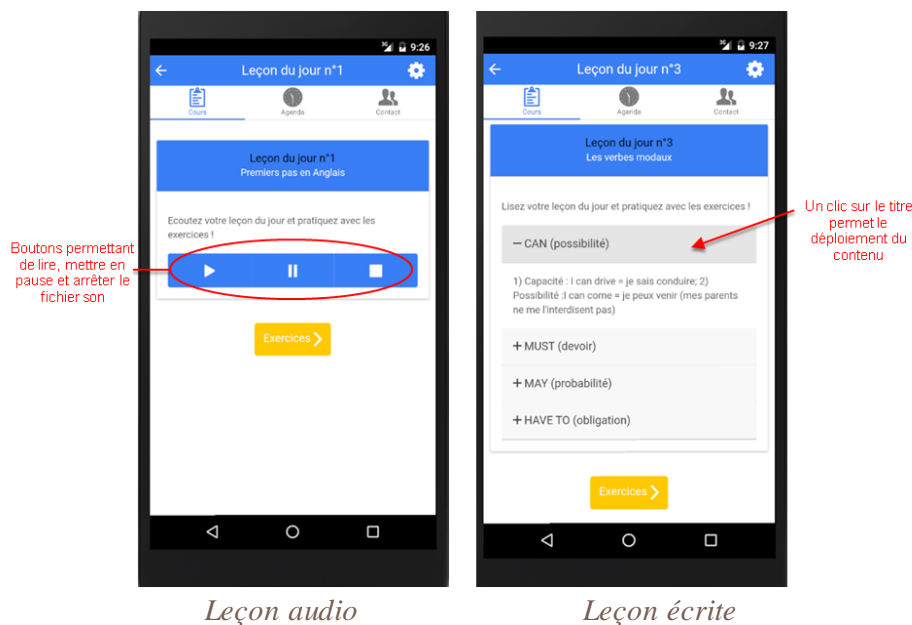 3G 9:26
Leçon du jour n°1
Cours Agenda Contact
Leçon du jour n°1
Premiers pas en Anglais
Ecoutez votre leçon du jour et pratiquez avec les
exercices !
Exercices
Boutons permettant
de lire, mettre en
pause et arrêter le
fichier son
Leçon audio
3G 9:27
Leçon du jour n°3
Cours Agenda Contact
Leçon du jour n°3
Les verbes modaux
Lisez votre leçon du jour et pratiquez avec les exercices !
− CAN (possibilité)
1) Capacité : I can drive = je sais conduire; 2)
Possibilité :I can come = je peux venir (mes parents
ne me l'interdisent pas)
+ MUST (devoir)
+ MAY (probabilité)
+ HAVE TO (obligation)
Exercices
Un clic sur le titre
permet le
déploiement du
contenu
Leçon écrite